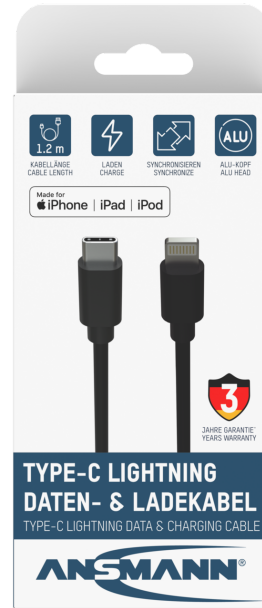 1.2 m
KABELLÄNGE
CABLE LENGTH
LADEN
CHARGE
SYNCHRONISIEREN
SYNCHRONIZE
ALU
ALU-KOPF
ALU HEAD
Made for
iPhone | iPad | iPod
3
JAHRE GARANTIE*
YEARS WARRANTY
TYPE-C LIGHTNING
DATEN- & LADEKABEL
TYPE-C LIGHTNING DATA & CHARGING CABLE
ANSMANN®